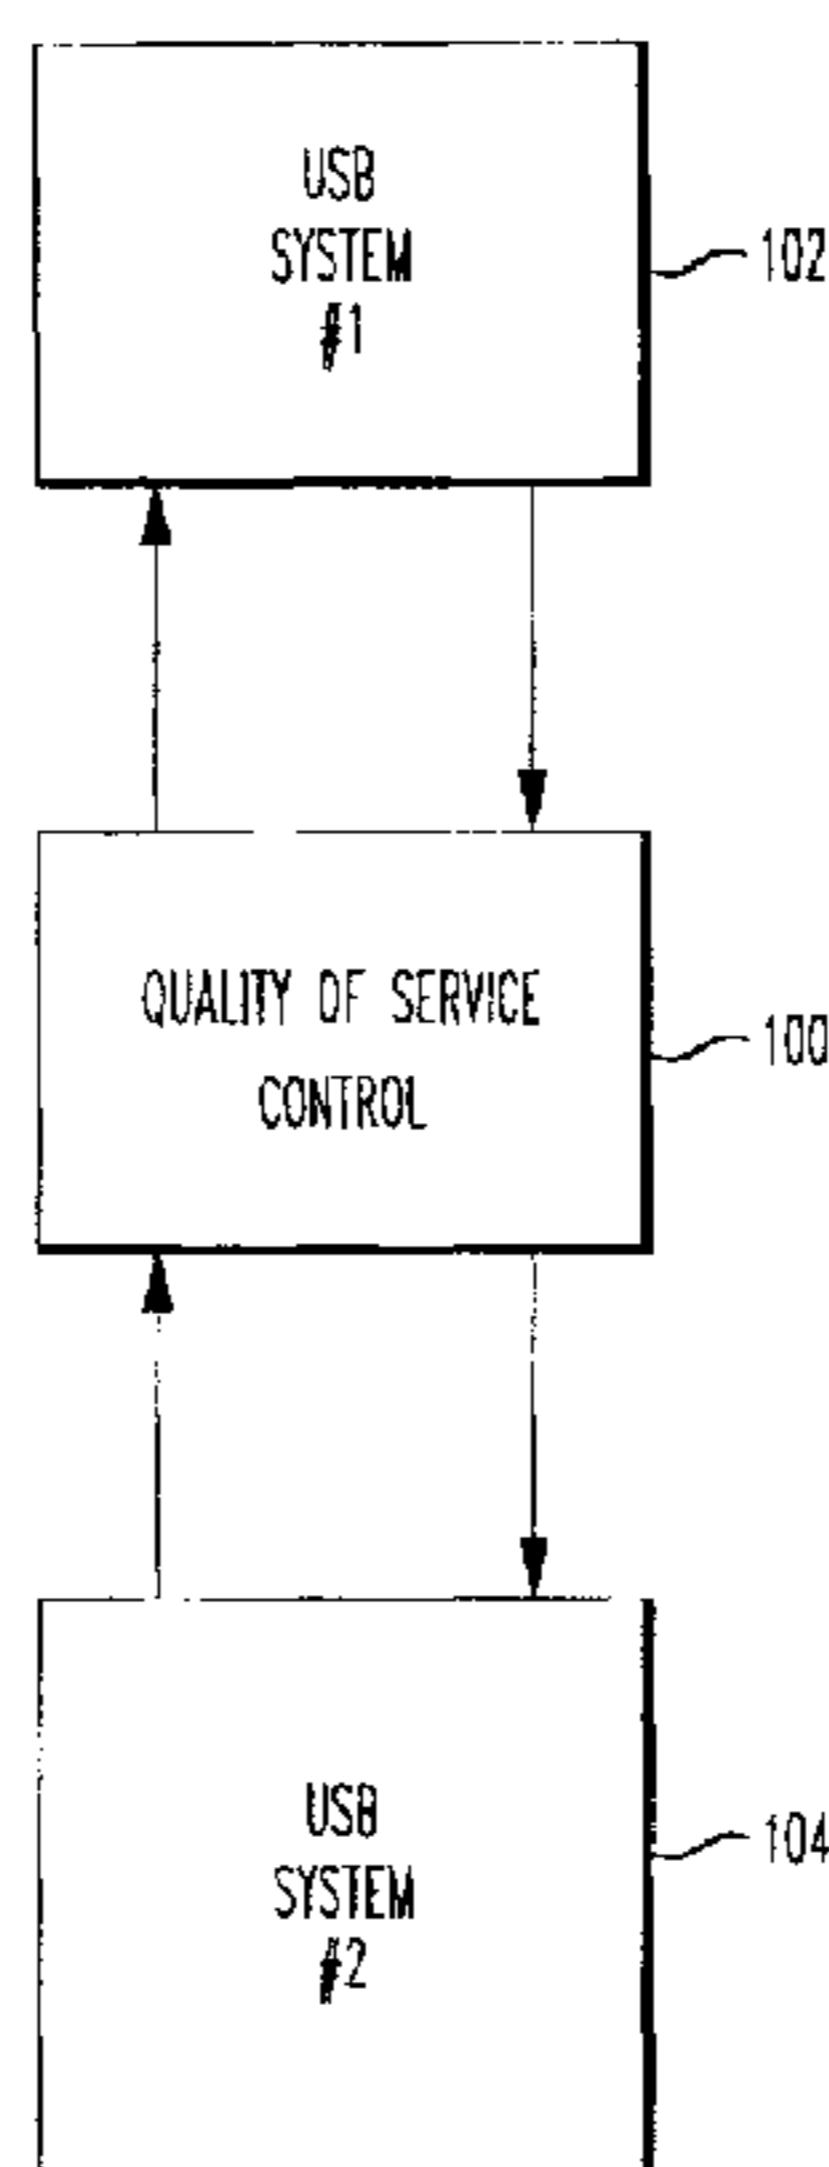 USB
SYSTEM
#1
102
QUALITY OF SERVICE
CONTROL
100
USB
SYSTEM
#2
104